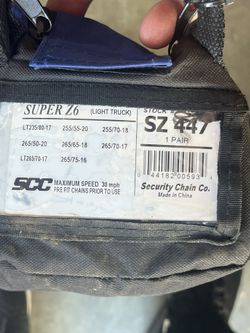 SUPER Z6 (LIGHT TRUCK)
LT235/80-17 255/55-20 255/70-18
265/50-20 265/65-18 265/70-17
LT265/70-17 265/75-16
STOCK
SZ 447
1 PAIR
0 44182 00593
SCC MAXIMUM SPEED 30 mph
PRE FIT CHAINS PRIOR TO USE
Security Chain Co.
Made in China